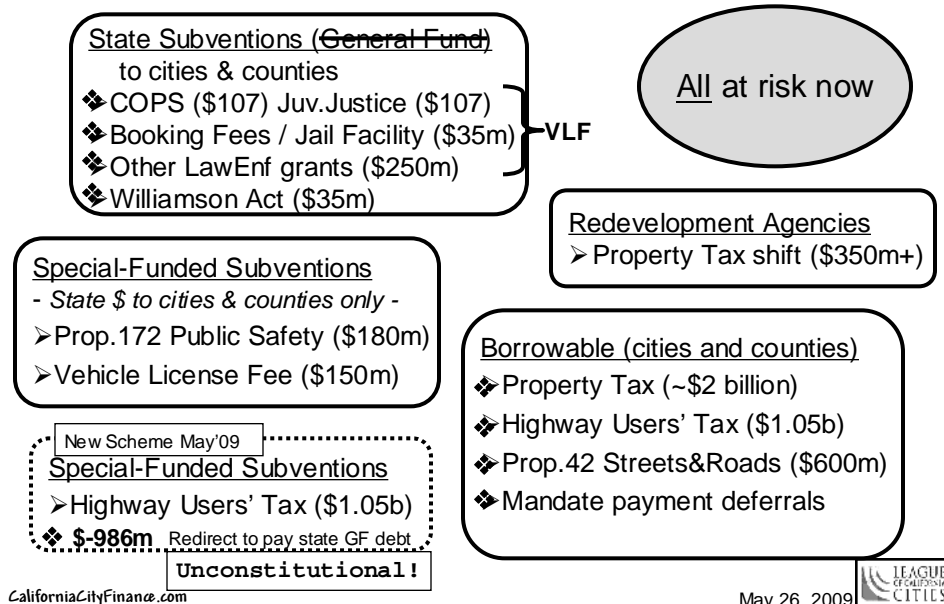 State Subventions (General Fund)
to cities & counties
COPS ($107) Juv.Justice ($107)
Booking Fees / Jail Facility ($35m)
Other LawEnf grants ($250m)
Williamson Act ($35m)
VLF
All at risk now
Redevelopment Agencies
Property Tax shift ($350m+)
Special-Funded Subventions
- State $ to cities & counties only -
Prop.172 Public Safety ($180m)
Vehicle License Fee ($150m)
Borrowable (cities and counties)
Property Tax (~$2 billion)
Highway Users' Tax ($1.05b)
Prop.42 Streets&Roads ($600m)
Mandate payment deferrals
New Scheme May'09
Special-Funded Subventions
Highway Users' Tax ($1.05b)
$-986m Redirect to pay state GF debt
Unconstitutional!
CaliforniaCityFinance.com
May 26, 2009
LEAGUE
OF CALIFORNIA
CITIES